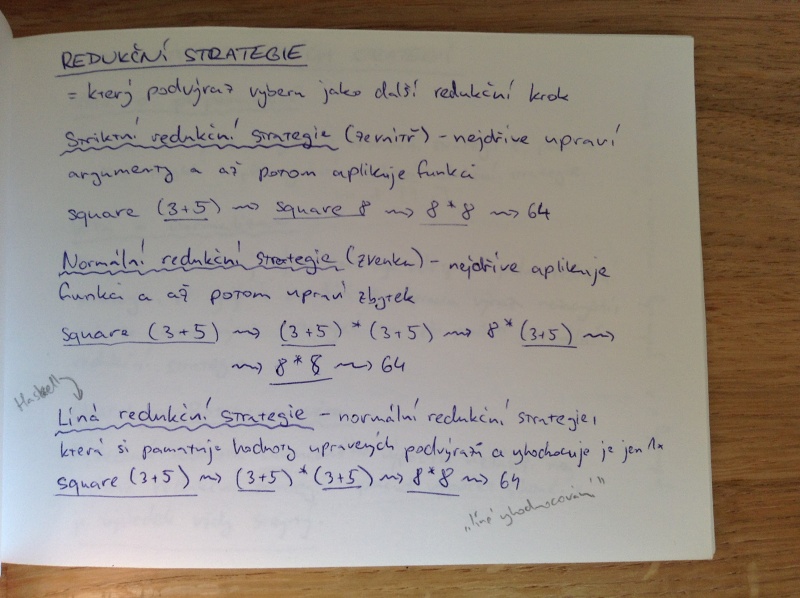 REDUKČNÍ STRATEGIE
= který podvýraz vyberu jako další redukční krok
Striktní redukční strategie (zevnitř) - nejdříve upraví
argumenty a až potom aplikuje funkci
square (3+5) ⇝ square 8 ⇝ 8 * 8 ⇝ 64
Normální redukční strategie (zvenku) - nejdříve aplikuje
funkci a až potom upraví zbytek
square (3+5) ⇝ (3+5) * (3+5) ⇝ 8 * (3+5) ⇝
⇝ 8 * 8 ⇝ 64
Haskell
Líná redukční strategie - normální redukční strategie,
která si pamatuje hodnoty upravených podvýrazů a vyhodnocuje je jen 1x
square (3+5) ⇝ (3+5) * (3+5) ⇝ 8 * 8 ⇝ 64
„líné vyhodnocování"